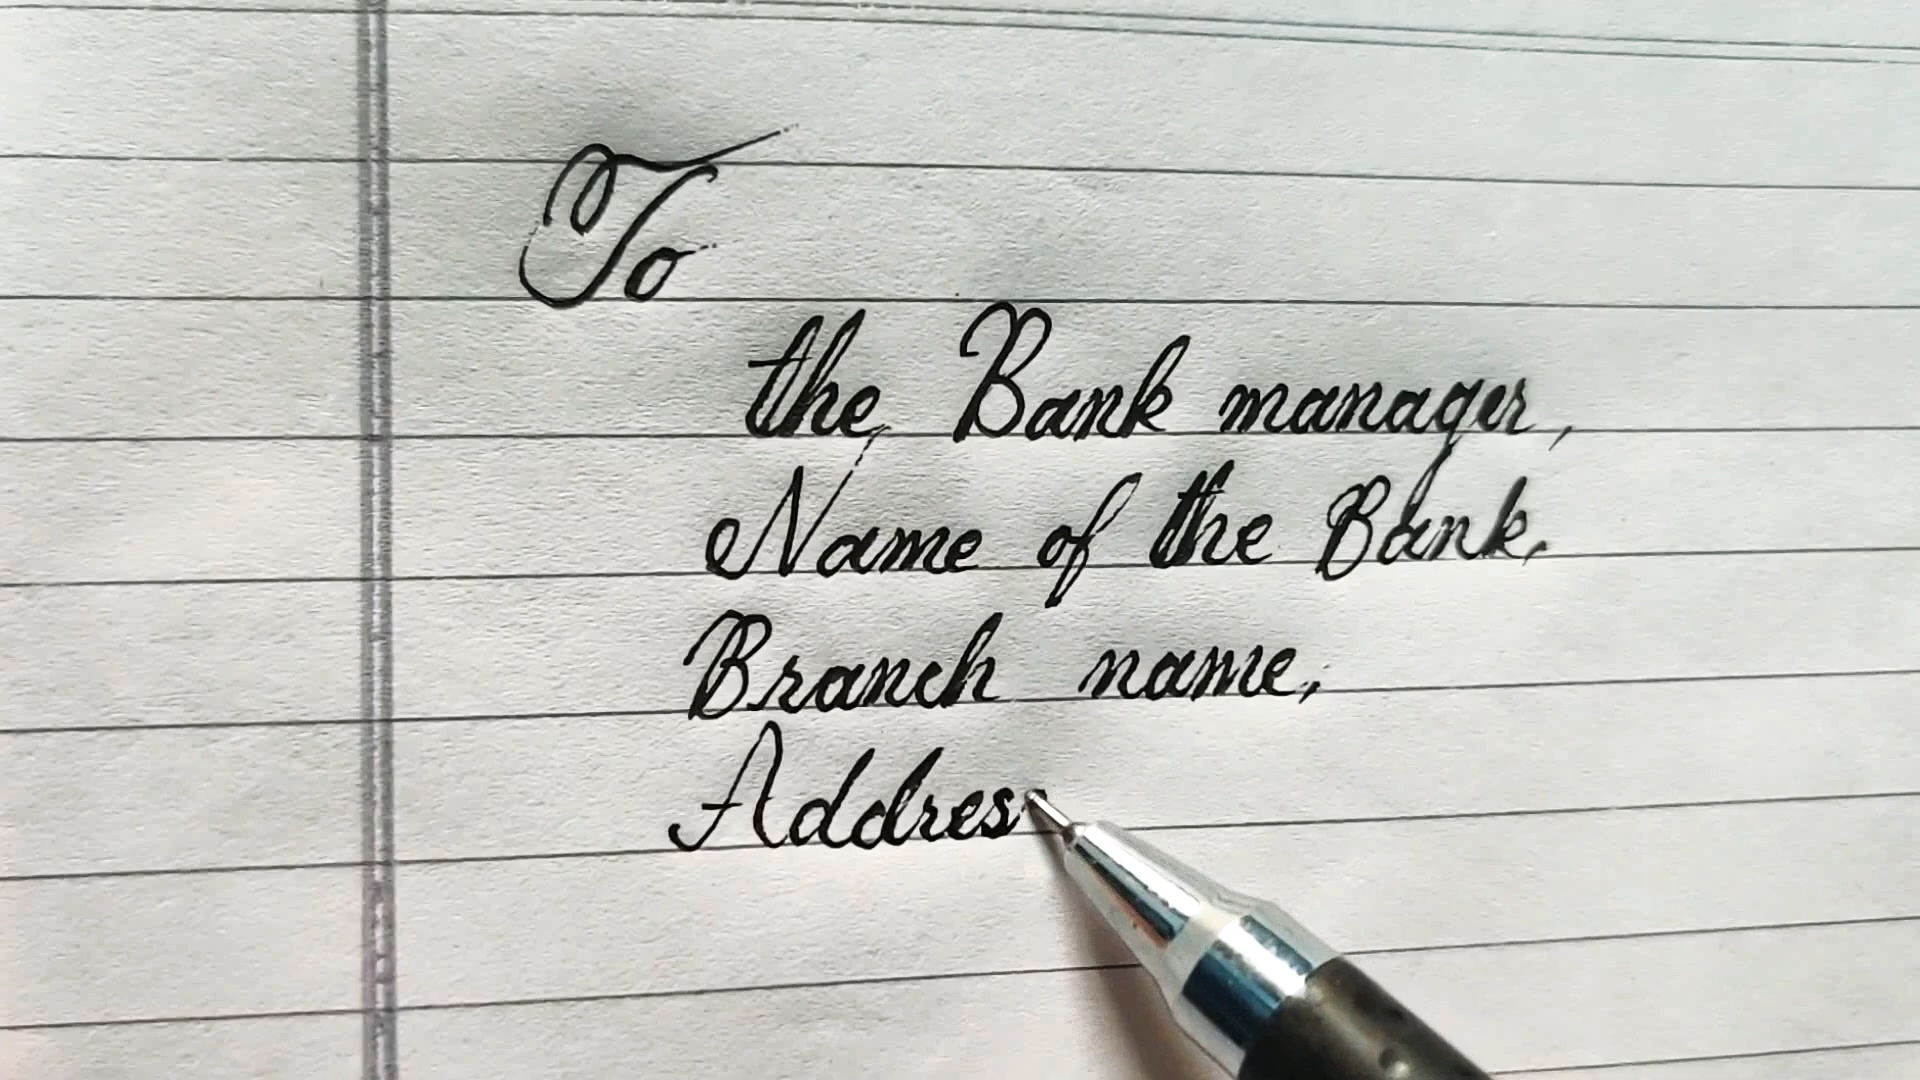 To
the Bank manager,
Name of the Bank,
Branch name,
Addres